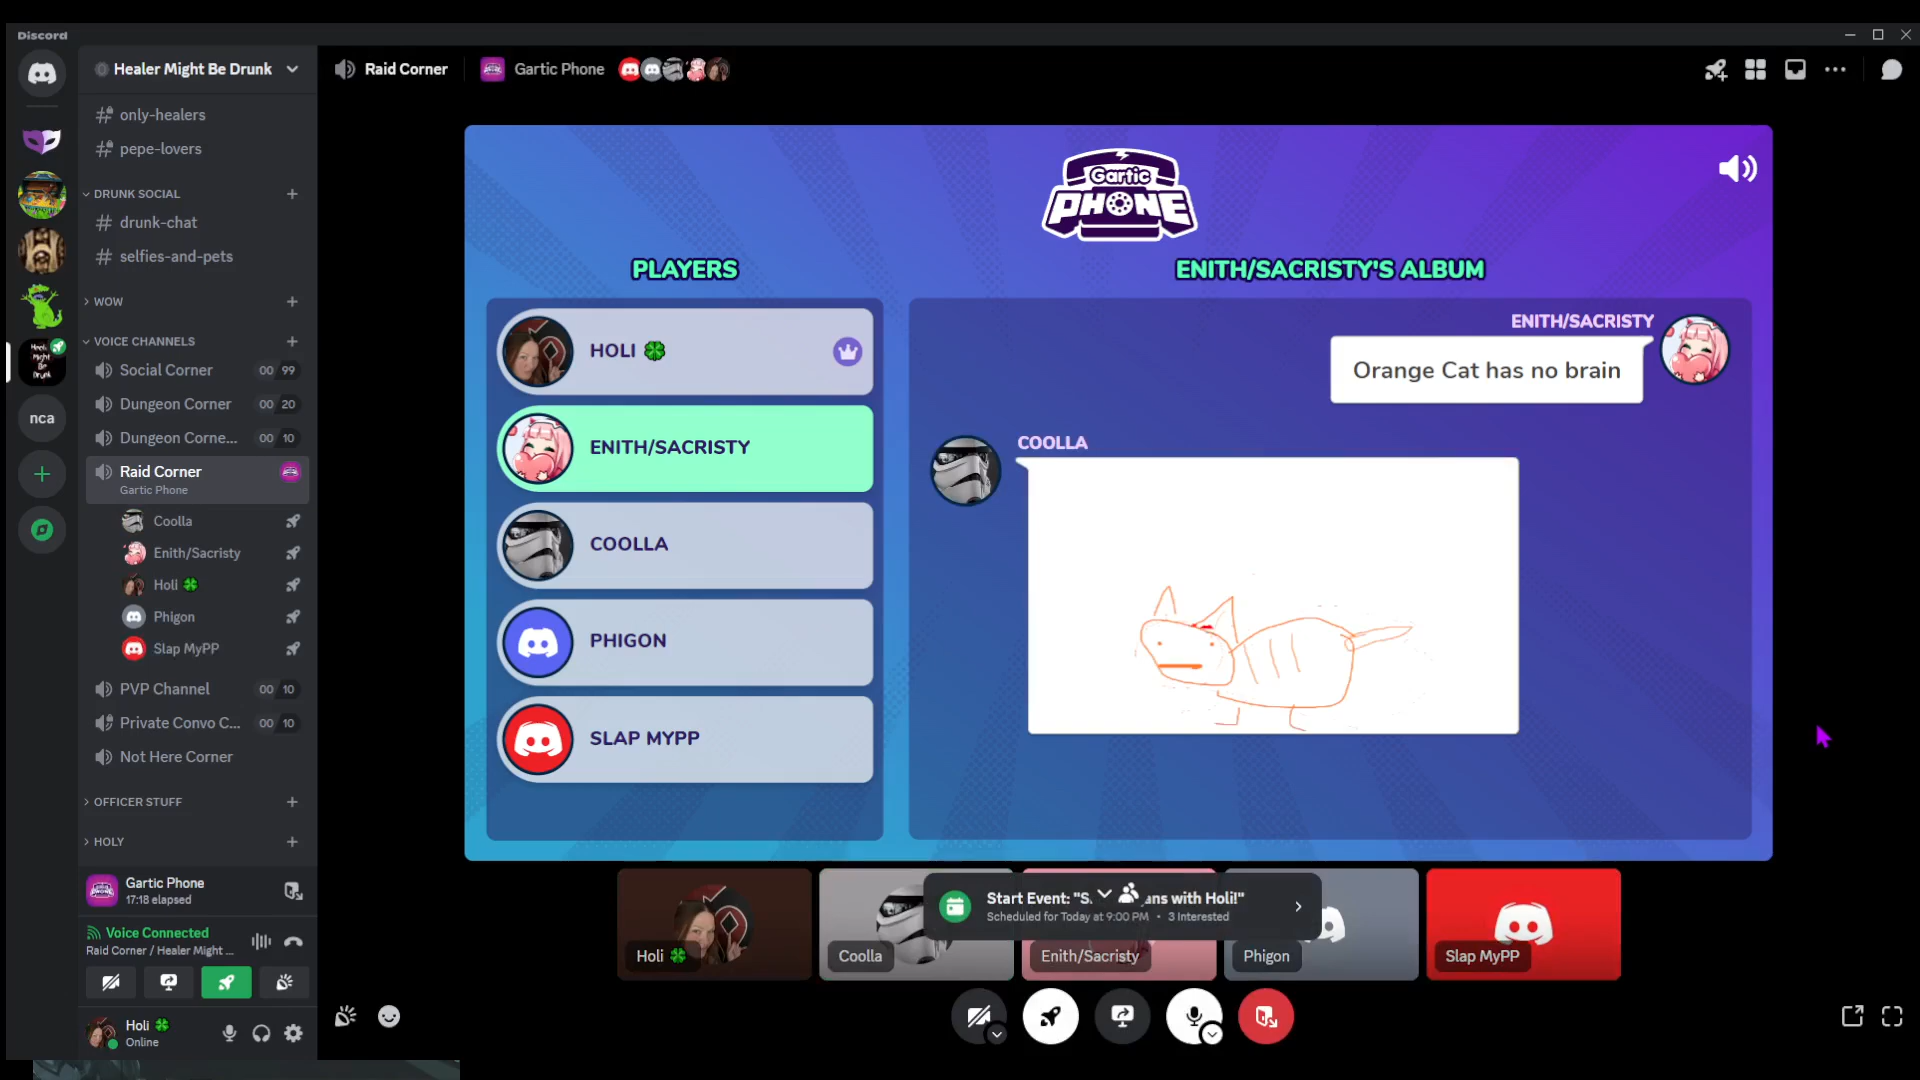 Discord
Healer Might Be Drunk
only-healers
pepe-lovers
DRUNK SOCIAL
drunk-chat
selfies-and-pets
WOW
VOICE CHANNELS
Social Corner 00 99
Dungeon Corner 00 20
Dungeon Corne... 00 10
Raid Corner
Gartic Phone
Coolla
Enith/Sacristy
Holi
Phigon
Slap MyPP
PVP Channel 00 10
Private Convo C... 00 10
Not Here Corner
OFFICER STUFF
HOLY
Gartic Phone
17:18 elapsed
Voice Connected
Raid Corner / Healer Might ...
Holi
Online
nca
Healer
Might
Be
Drunk
Raid Corner
Gartic Phone
Gartic
PHONE
PLAYERS
HOLI
ENITH/SACRISTY
COOLLA
PHIGON
SLAP MYPP
ENITH/SACRISTY'S ALBUM
ENITH/SACRISTY
Orange Cat has no brain
COOLLA
Start Event: "S. ans with Holi!"
Scheduled for Today at 9:00 PM • 3 Interested
Holi
Coolla
Enith/Sacristy
Phigon
Slap MyPP